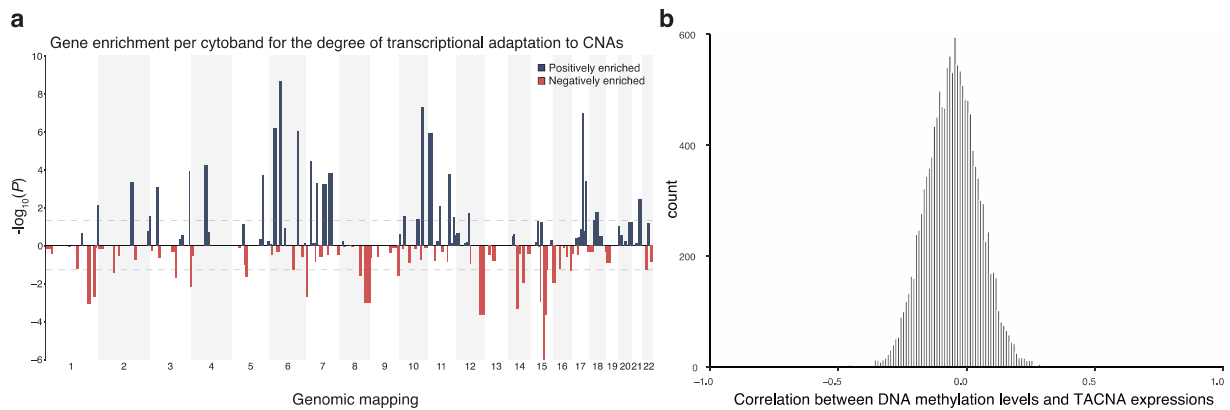 a
Gene enrichment per cytoband for the degree of transcriptional adaptation to CNAs
Positively enriched
Negatively enriched
10
8
6
4
2
0
−2
−4
−6
-log10(P)
1 2 3 4 5 6 7 8 9 10 11 12 13 14 15 16 17 18 19 20 21 22
Genomic mapping
b
600
400
200
0
count
−1.0 −0.5 0.0 0.5 1.0
Correlation between DNA methylation levels and TACNA expressions